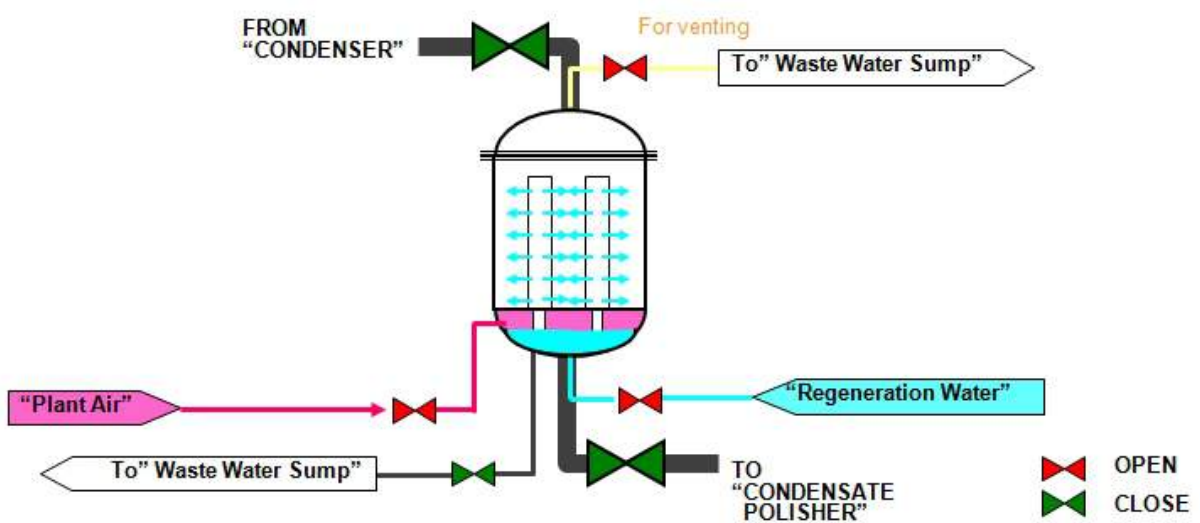 FROM
“CONDENSER”
For venting
To” Waste Water Sump”
“Plant Air”
“Regeneration Water”
To” Waste Water Sump”
TO
“CONDENSATE
POLISHER”
OPEN
CLOSE